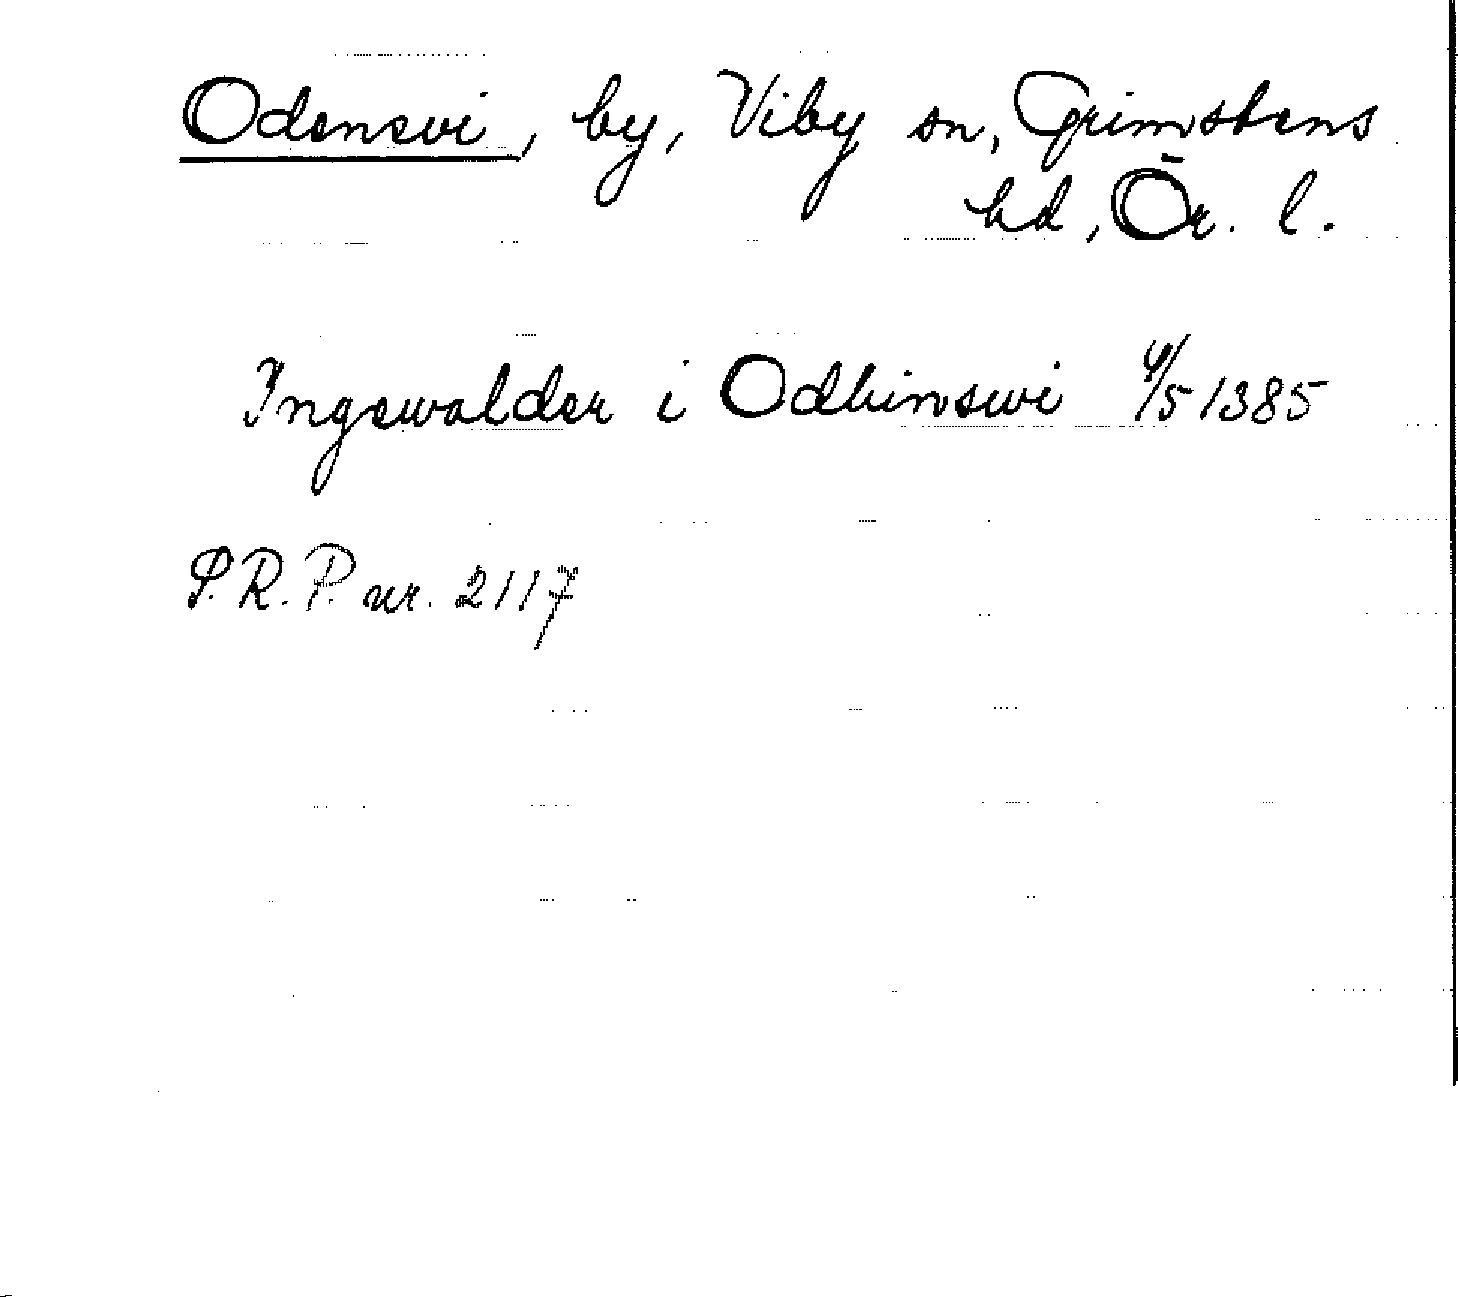 Odensvi, by, Viby sn, Grimstens
hd, Ör. l.
Ingewalder i Odhinswi 4/5 1385
S.R.P. nr. 2117